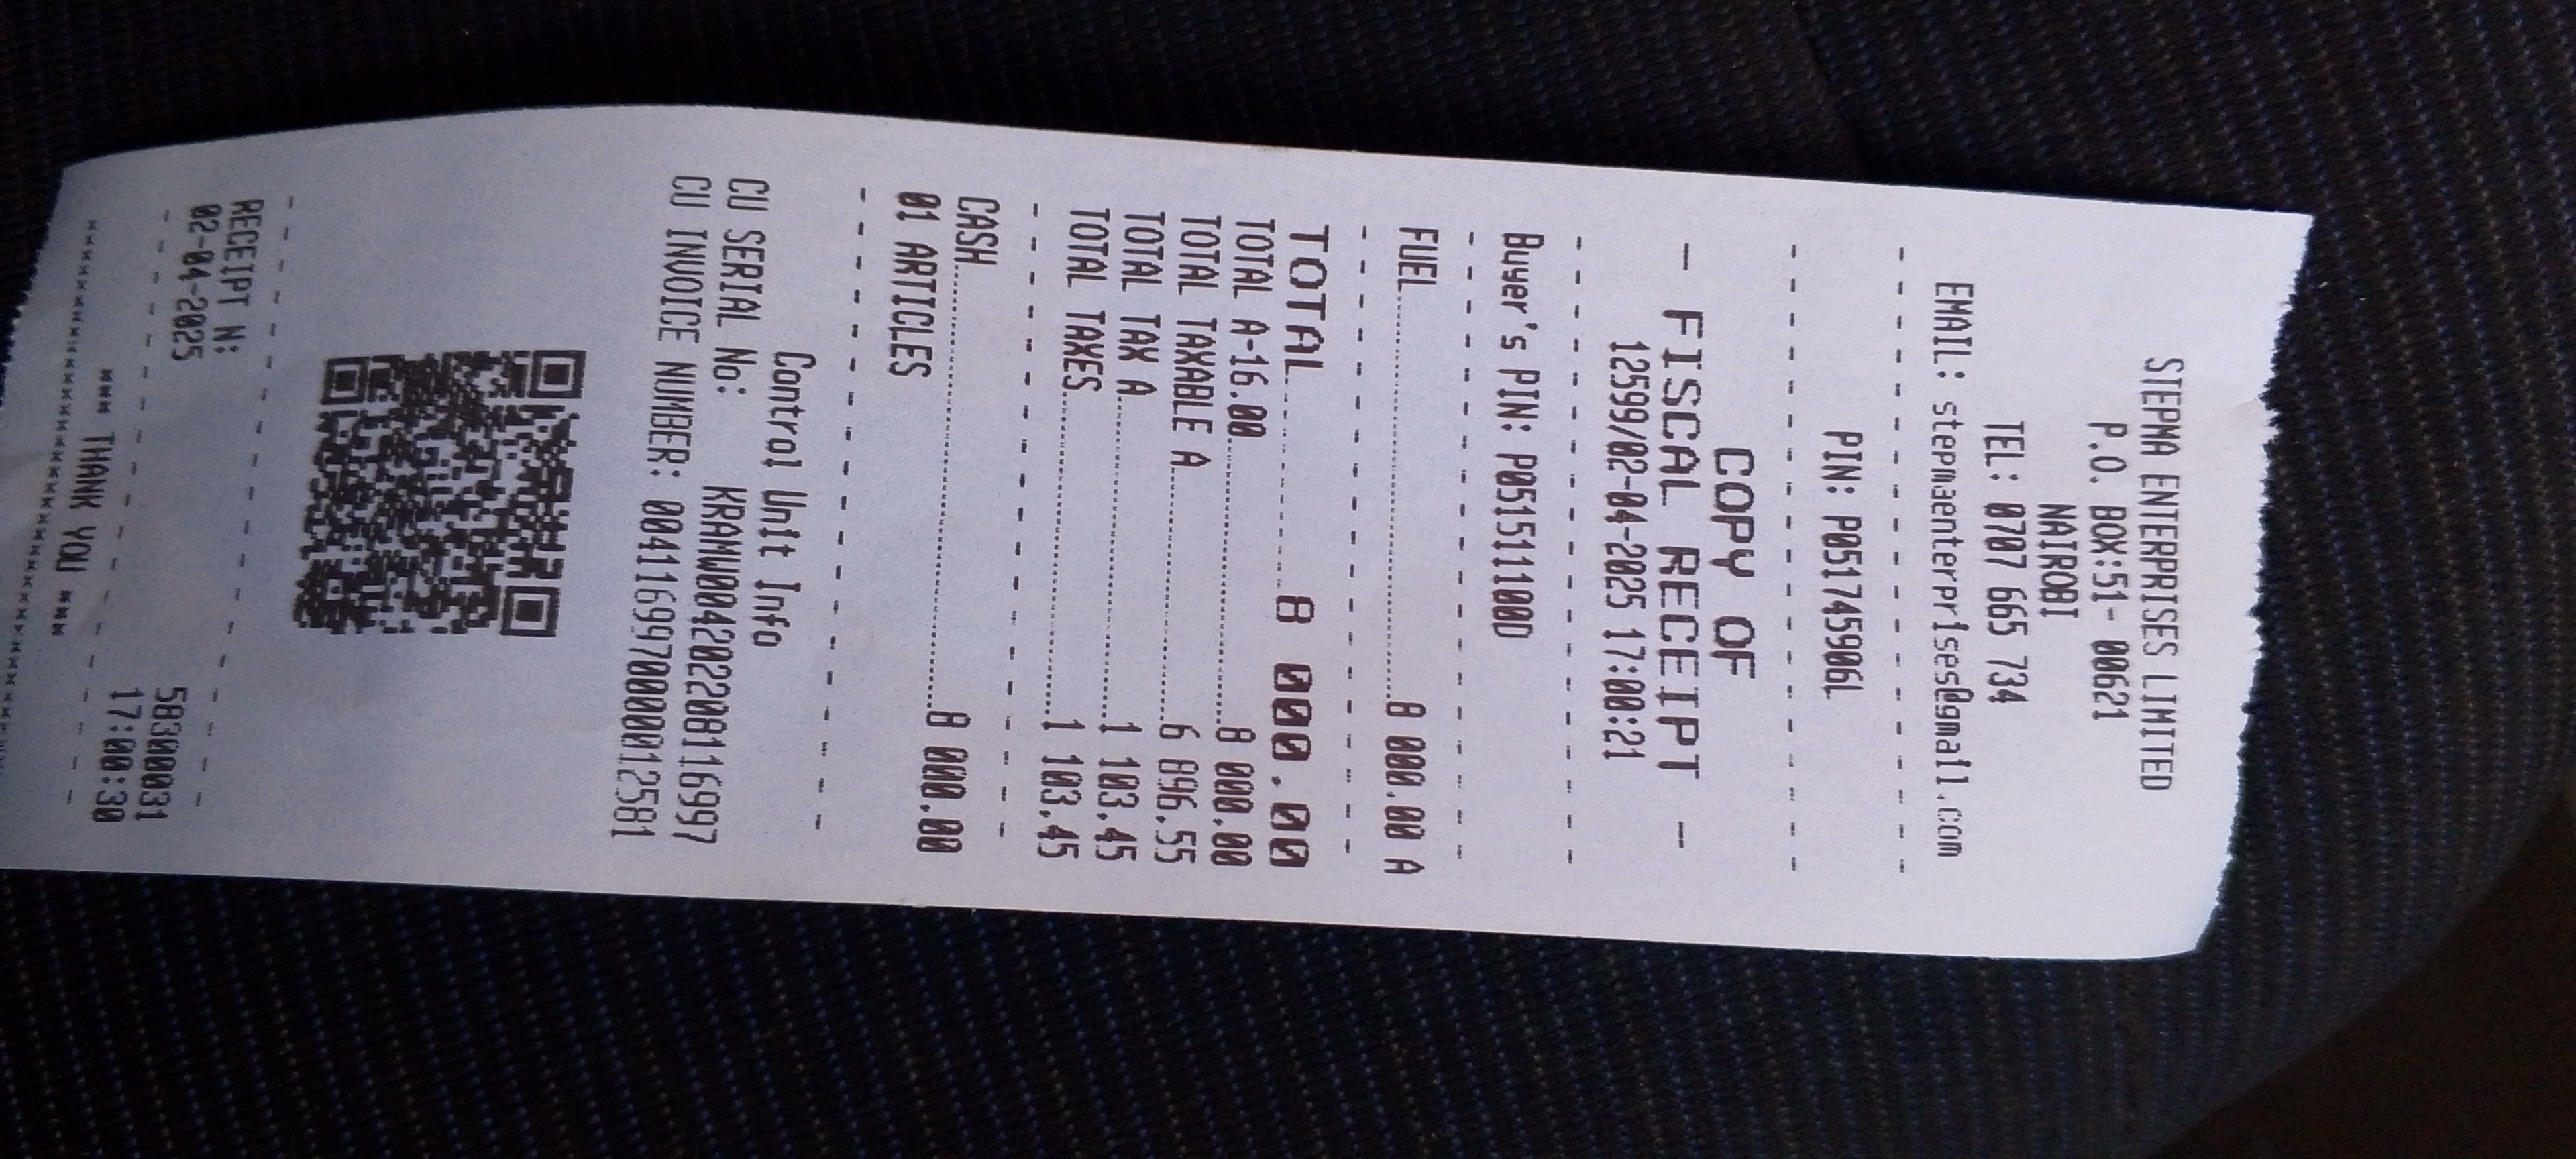 STEPMA ENTERPRISES LIMITED
P.O. BOX:51- 00621
NAIROBI
TEL: 0707 665 734
EMAIL: stepmaenterprises@gmail.com
- - - - - - - - - - - - - - - -
PIN: P051745906L
- - - - - - - - - - - - - - - -
COPY OF
- FISCAL RECEIPT -
12599/02-04-2025 17:00:21
- - - - - - - - - - - - - - - -
Buyer's PIN: P051511100D
- - - - - - - - - - - - - - - -
FUEL..............................8 000.00 A
- - - - - - - - - - - - - - - -
TOTAL............8 000.00
TOTAL A-16.00.....................8 000.00
TOTAL TAXABLE A...................6 896.55
TOTAL TAX A.......................1 103.45
TOTAL TAXES.......................1 103.45
- - - - - - - - - - - - - - - -
CASH..............................8 000.00
01 ARTICLES
- - - - - - - - - - - - - - - -
Control Unit Info
CU SERIAL No: KRAMW004202208116997
CU INVOICE NUMBER: 0041169970000012581
- - - - - - - - - - - - - - - -
RECEIPT N: 58300031
02-04-2025 17:00:30
- - - - - - - - - - - - - - - -
*** THANK YOU ***